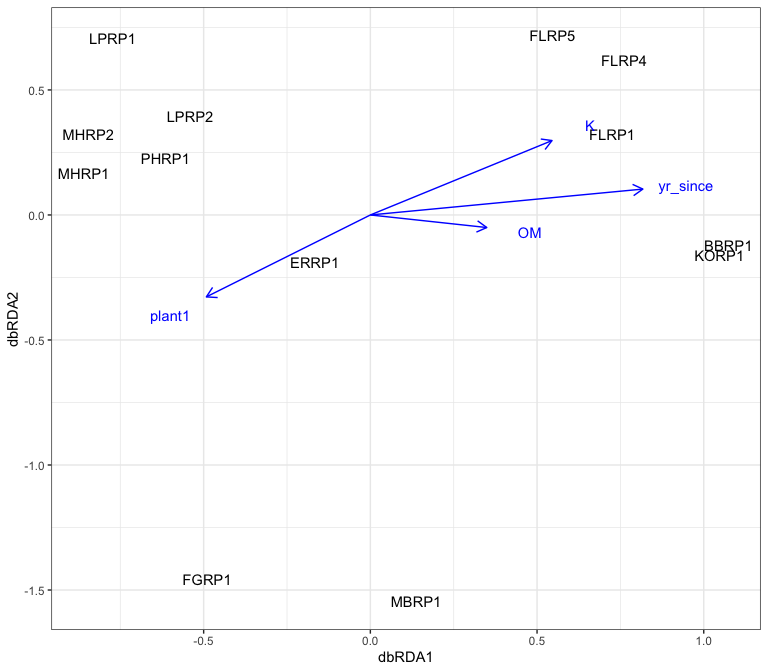 LPRP1
FLRP5
FLRP4
0.5
LPRP2
K
MHRP2
FLRP1
PHRP1
MHRP1
yr_since
0.0
OM
BBRP1
KORP1
ERRP1
plant1
dbRDA2
-0.5
-1.0
FGRP1
-1.5
MBRP1
-0.5
0.0
0.5
1.0
dbRDA1